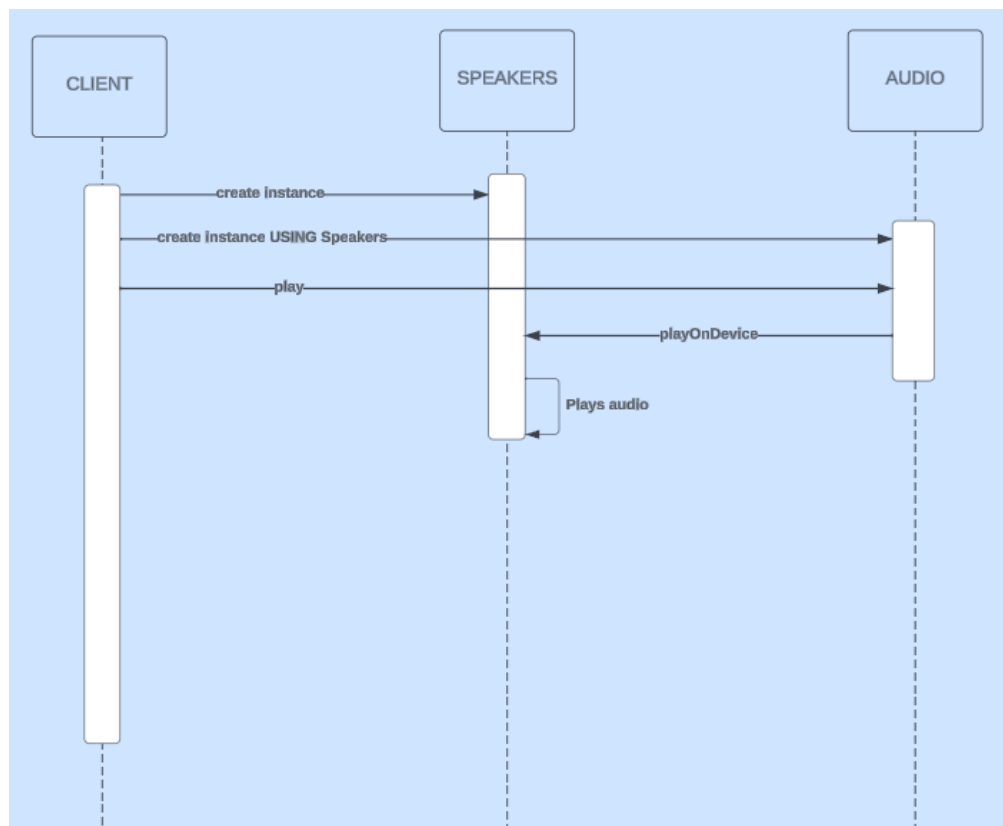 CLIENT
SPEAKERS
AUDIO
create instance
create instance USING Speakers
play
playOnDevice
Plays audio